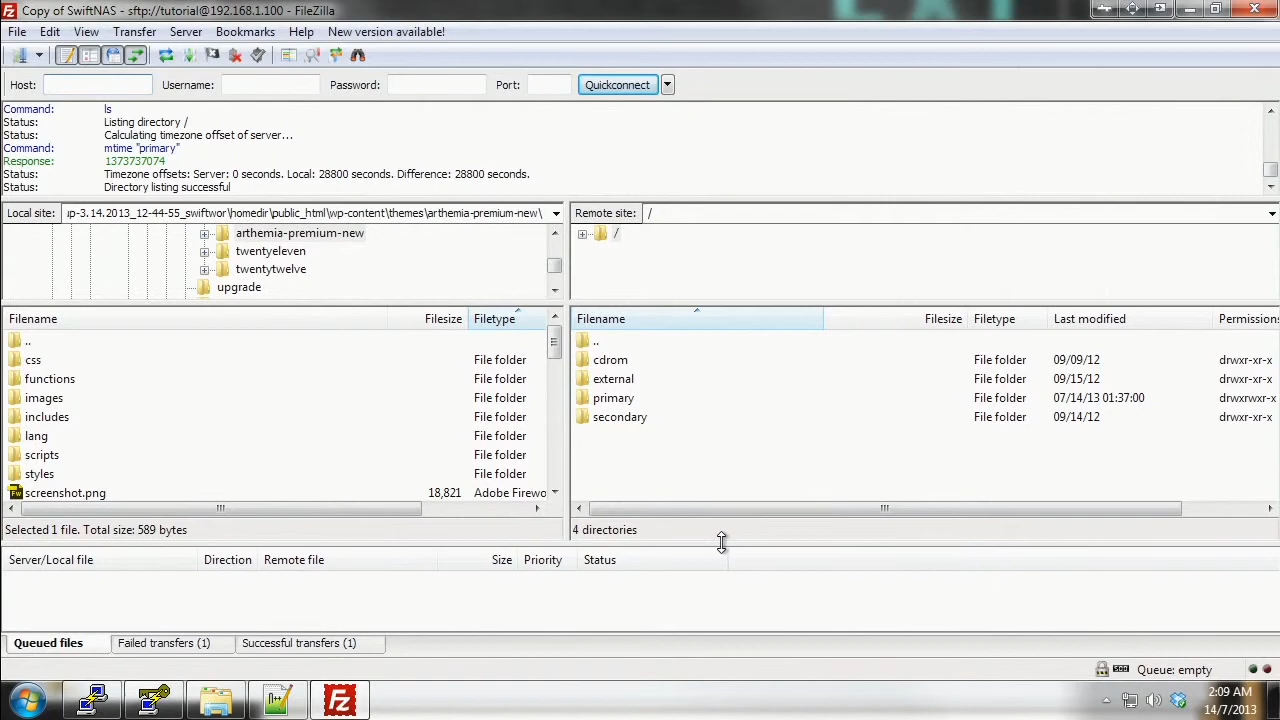 Copy of SwiftNAS - sftp://tutorial@192.168.1.100 - FileZilla
File Edit View Transfer Server Bookmarks Help New version available!
Host: Username: Password: Port: Quickconnect
Command: ls
Status: Listing directory /
Status: Calculating timezone offset of server...
Command: mtime "primary"
Response: 1373737074
Status: Timezone offsets: Server: 0 seconds. Local: 28800 seconds. Difference: 28800 seconds.
Status: Directory listing successful
Local site: ıp-3.14.2013_12-44-55_swiftwor\homedir\public_html\wp-content\themes\arthemia-premium-new\ Remote site: /
arthemia-premium-new /
twentyeleven
twentytwelve
upgrade
Filename Filesize Filetype Filename Filesize Filetype Last modified Permissions
.. ..
css File folder cdrom File folder 09/09/12 drwxr-xr-x
functions File folder external File folder 09/15/12 drwxr-xr-x
images File folder primary File folder 07/14/13 01:37:00 drwxrwxr-x
includes File folder secondary File folder 09/14/12 drwxr-xr-x
lang File folder
scripts File folder
styles File folder
screenshot.png 18,821 Adobe Firewo
Selected 1 file. Total size: 589 bytes 4 directories
Server/Local file Direction Remote file Size Priority Status
Queued files Failed transfers (1) Successful transfers (1)
Queue: empty
2:09 AM
14/7/2013